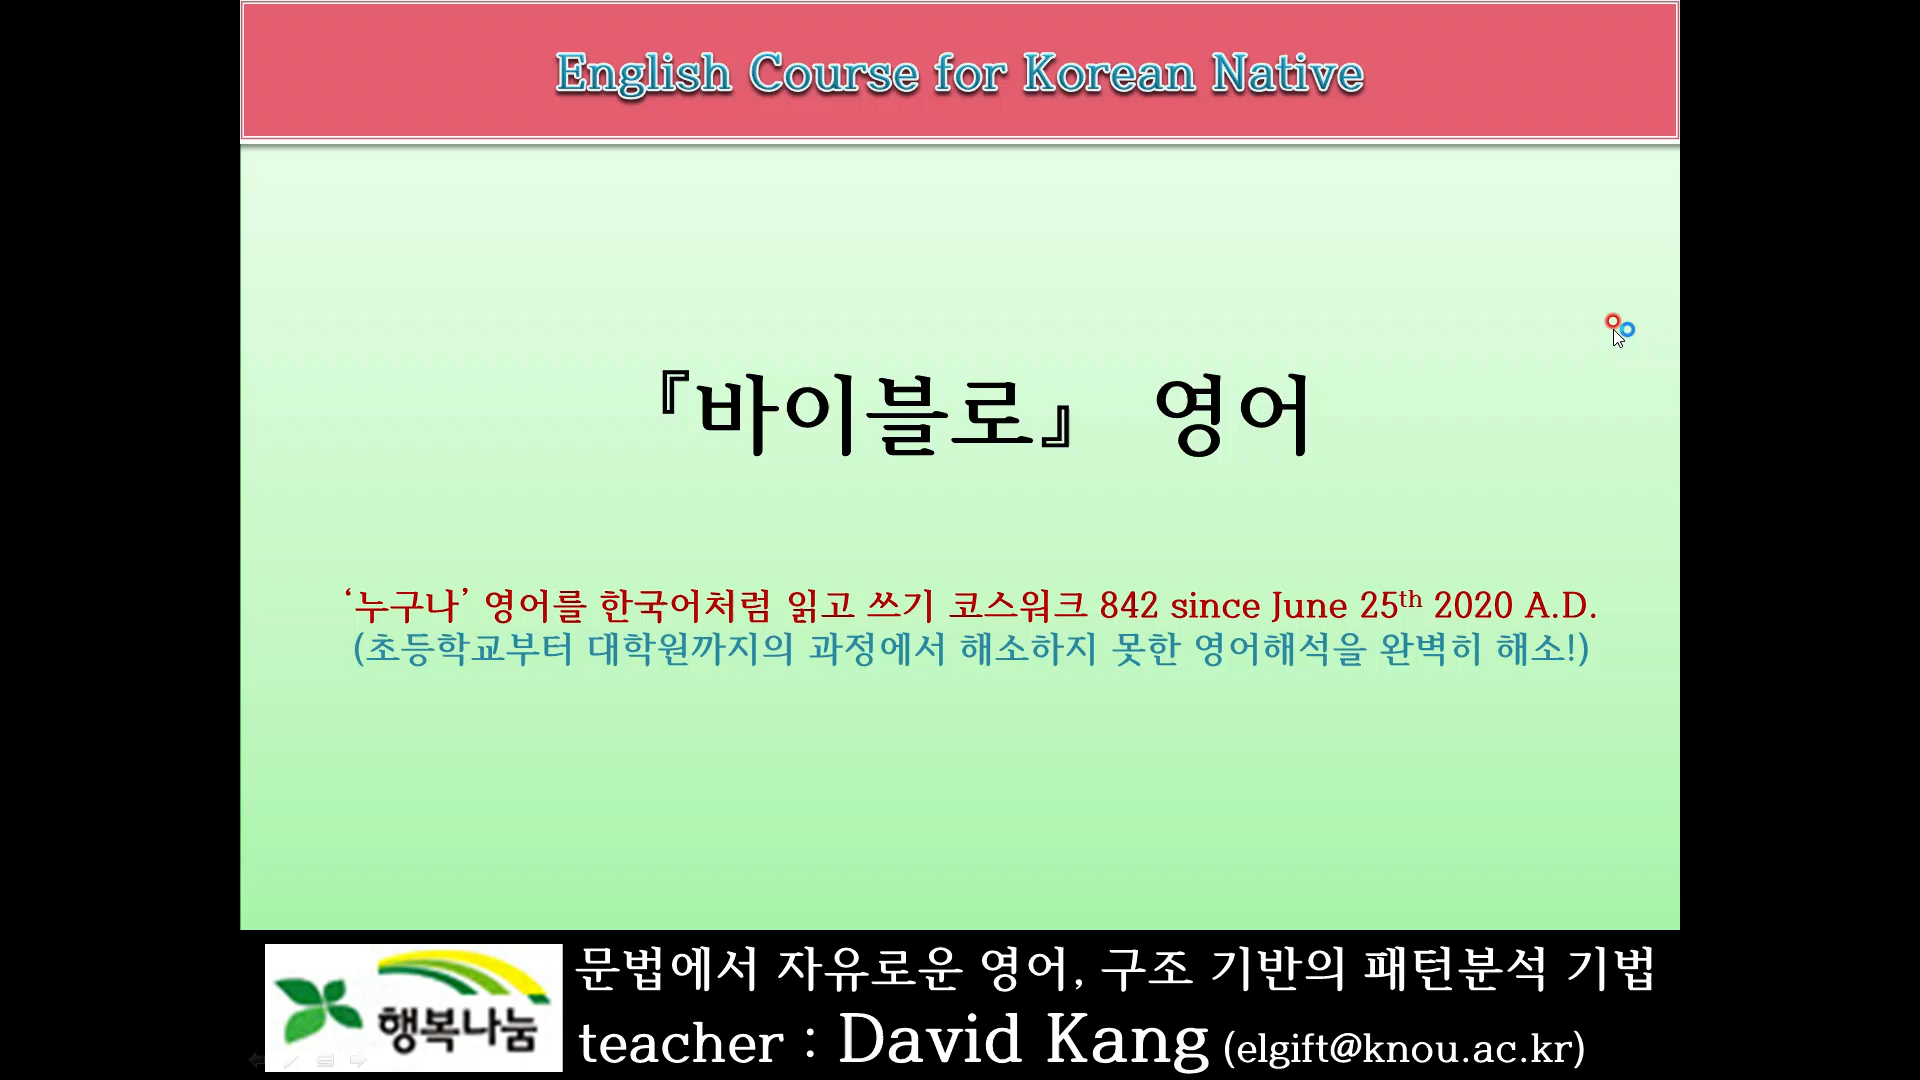 English Course for Korean Native
『바이블로』 영어
‘누구나’ 영어를 한국어처럼 읽고 쓰기 코스워크 842 since June 25th 2020 A.D.
(초등학교부터 대학원까지의 과정에서 해소하지 못한 영어해석을 완벽히 해소!)
행복나눔
문법에서 자유로운 영어, 구조 기반의 패턴분석 기법
teacher : David Kang (elgift@knou.ac.kr)